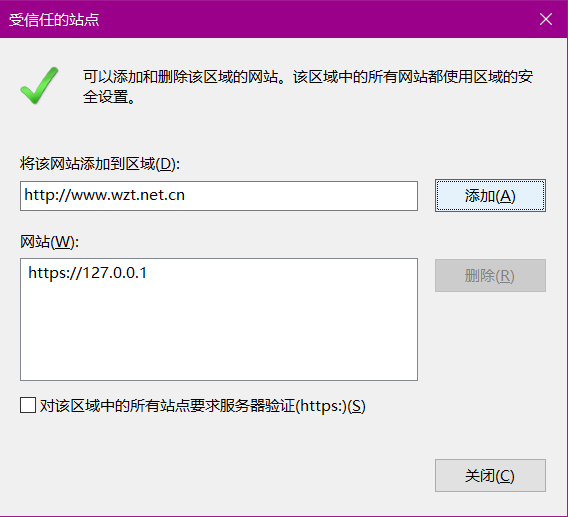 受信任的站点
可以添加和删除该区域的网站。该区域中的所有网站都使用区域的安
全设置。
将该网站添加到区域(D):
http://www.wzt.net.cn
添加(A)
网站(W):
https://127.0.0.1
删除(R)
对该区域中的所有站点要求服务器验证(https:)(S)
关闭(C)